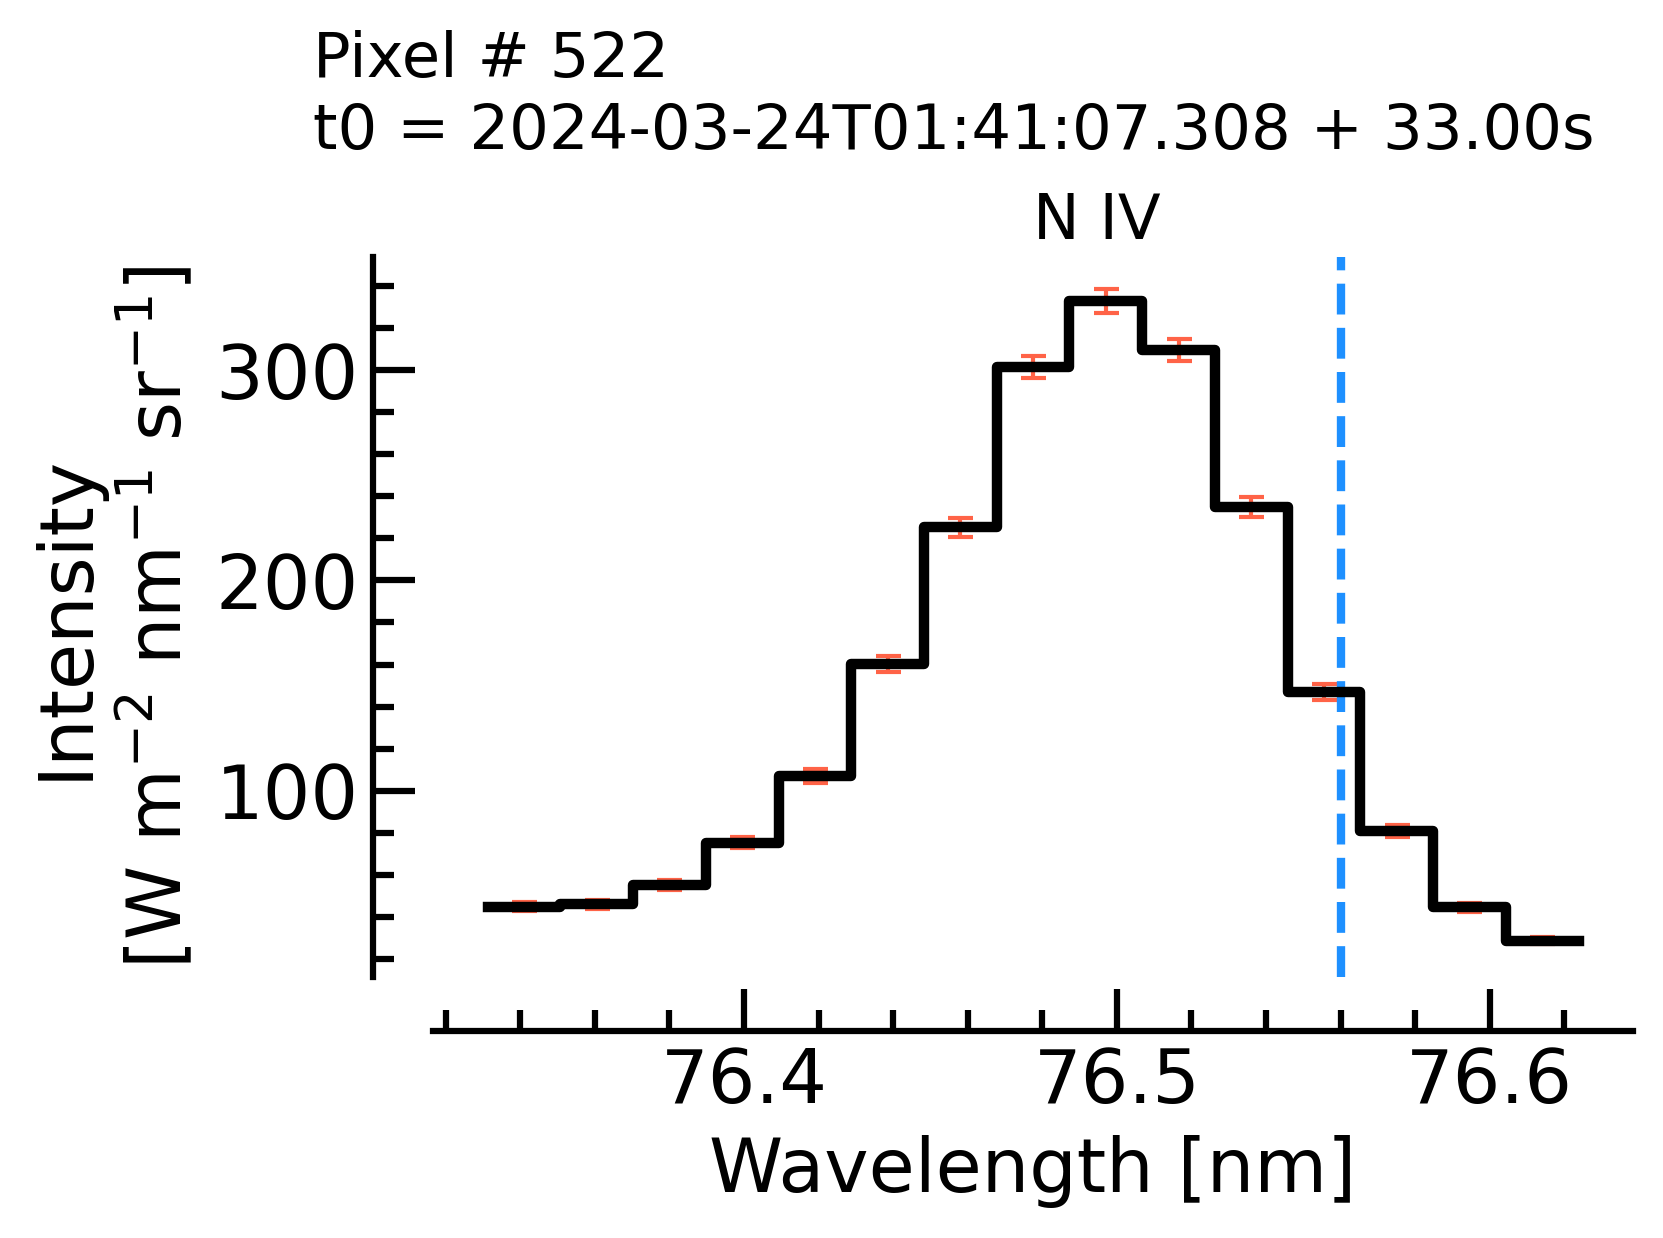 Pixel # 522
t0 = 2024-03-24T01:41:07.308 + 33.00s
N IV
Intensity
[W m⁻² nm⁻¹ sr⁻¹]
300
200
100
76.4 76.5 76.6
Wavelength [nm]